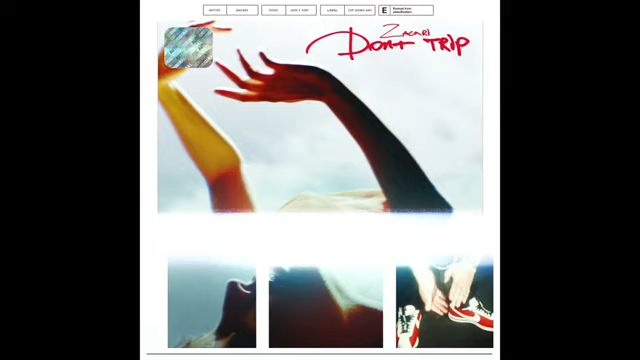 ARTIST ZACARI SONG DON'T TRIP LABEL TOP DAWG ENT. E
ZACARI
DON'T TRIP